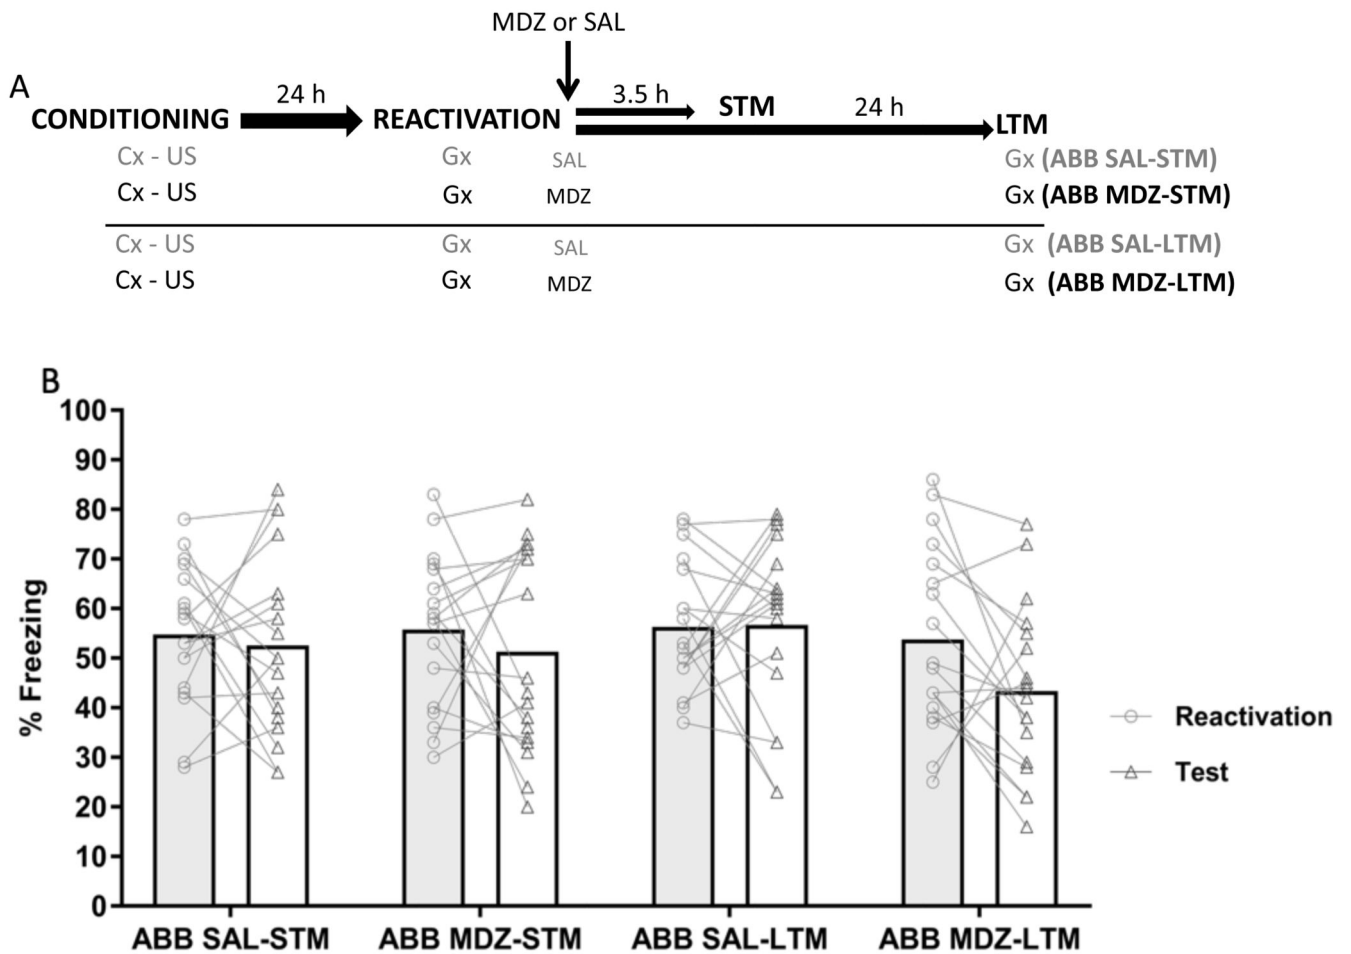 MDZ or SAL
A
24 h
3.5 h
STM
24 h
CONDITIONING
REACTIVATION
LTM
Cx - US
Gx
SAL
Gx (ABB SAL-STM)
Cx - US
Gx
MDZ
Gx (ABB MDZ-STM)
Cx - US
Gx
SAL
Gx (ABB SAL-LTM)
Cx - US
Gx
MDZ
Gx (ABB MDZ-LTM)
B
100
90
80
70
60
50
40
30
20
10
0
% Freezing
Reactivation
Test
ABB SAL-STM
ABB MDZ-STM
ABB SAL-LTM
ABB MDZ-LTM